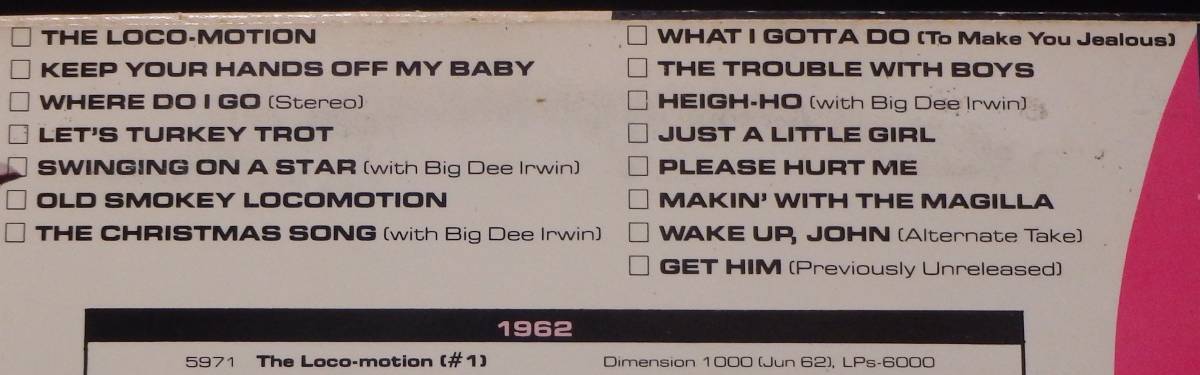 THE LOCO-MOTION
KEEP YOUR HANDS OFF MY BABY
WHERE DO I GO (Stereo)
LET'S TURKEY TROT
SWINGING ON A STAR (with Big Dee Irwin)
OLD SMOKEY LOCOMOTION
THE CHRISTMAS SONG (with Big Dee Irwin)
WHAT I GOTTA DO (To Make You Jealous)
THE TROUBLE WITH BOYS
HEIGH-HO (with Big Dee Irwin)
JUST A LITTLE GIRL
PLEASE HURT ME
MAKIN' WITH THE MAGILLA
WAKE UP, JOHN (Alternate Take)
GET HIM (Previously Unreleased)
1962
5971 The Loco-motion (#1) Dimension 1000 (Jun 62), LPs-6000